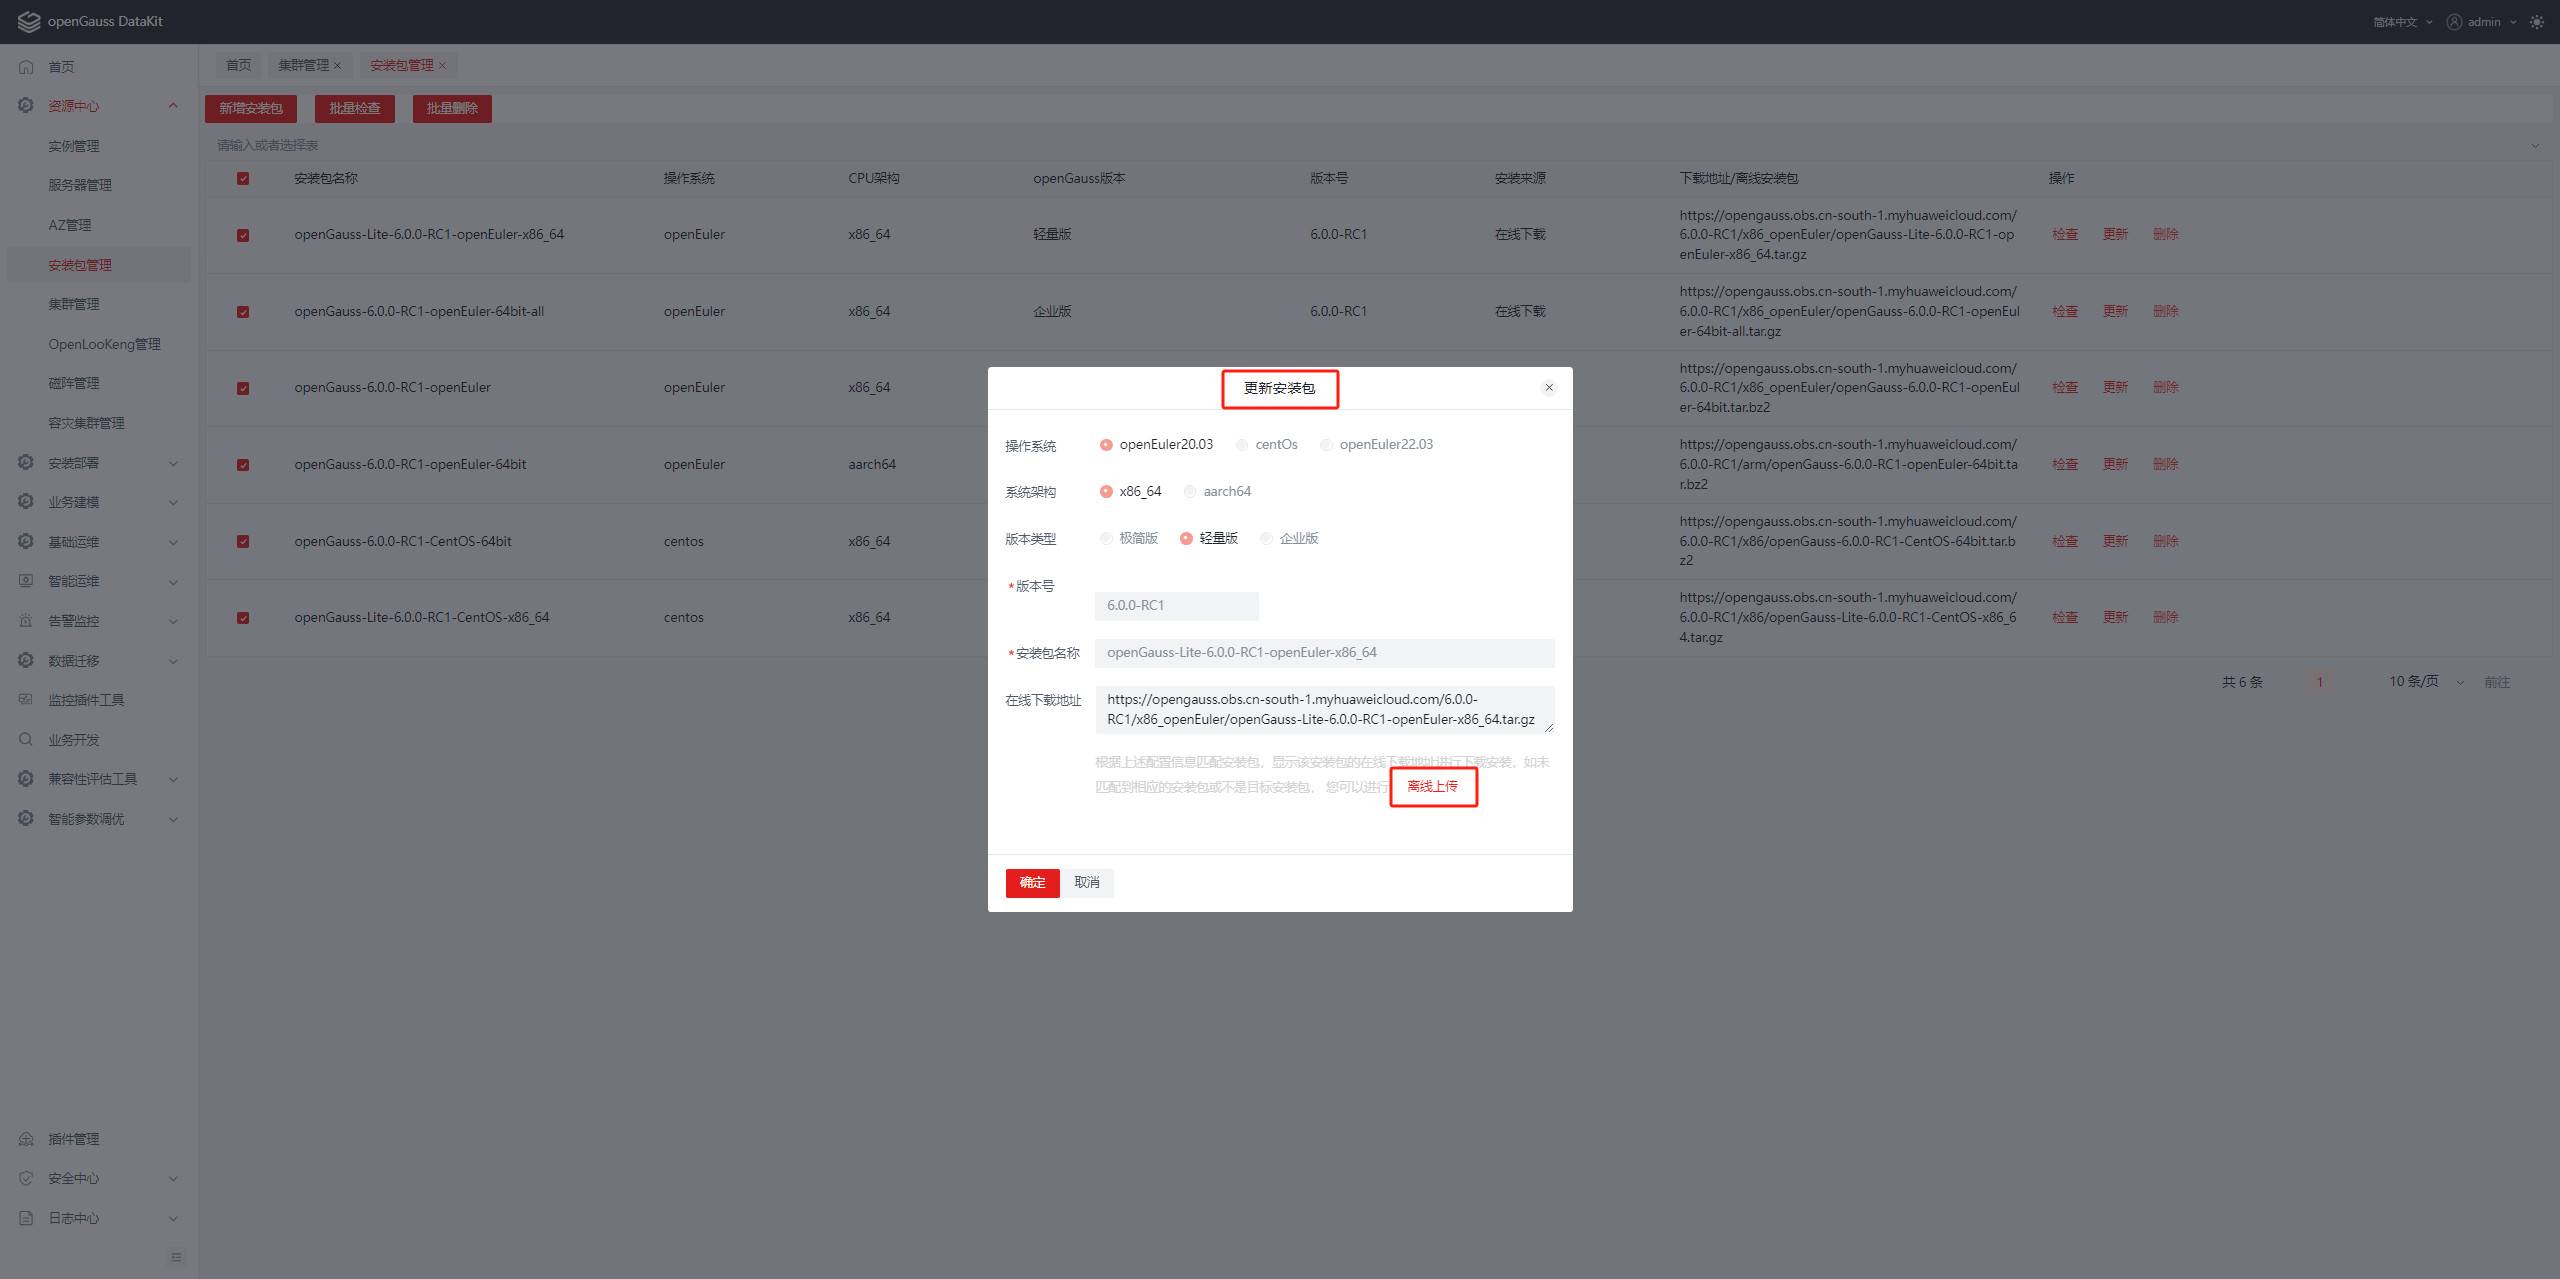 openGauss DataKit
简体中文
admin
首页
资源中心
实例管理
服务器管理
AZ管理
安装包管理
集群管理
OpenLooKeng管理
磁阵管理
容灾集群管理
安装部署
业务建模
基础运维
智能运维
告警监控
数据迁移
监控插件工具
业务开发
兼容性评估工具
智能参数调优
插件管理
安全中心
日志中心
首页
集群管理
安装包管理
新增安装包
批量检查
批量删除
请输入或者选择表
安装包名称 操作系统 CPU架构 openGauss版本 版本号 安装来源 下载地址/离线安装包 操作
openGauss-Lite-6.0.0-RC1-openEuler-x86_64 openEuler x86_64 轻量版 6.0.0-RC1 在线下载
https://opengauss.obs.cn-south-1.myhuaweicloud.com/
6.0.0-RC1/x86_openEuler/openGauss-Lite-6.0.0-RC1-op
enEuler-x86_64.tar.gz
检查 更新 删除
openGauss-6.0.0-RC1-openEuler-64bit-all openEuler x86_64 企业版 6.0.0-RC1 在线下载
https://opengauss.obs.cn-south-1.myhuaweicloud.com/
6.0.0-RC1/x86_openEuler/openGauss-6.0.0-RC1-openEul
er-64bit-all.tar.gz
检查 更新 删除
openGauss-6.0.0-RC1-openEuler openEuler x86_64
https://opengauss.obs.cn-south-1.myhuaweicloud.com/
6.0.0-RC1/x86_openEuler/openGauss-6.0.0-RC1-openEul
er-64bit.tar.bz2
检查 更新 删除
openGauss-6.0.0-RC1-openEuler-64bit openEuler aarch64
https://opengauss.obs.cn-south-1.myhuaweicloud.com/
6.0.0-RC1/arm/openGauss-6.0.0-RC1-openEuler-64bit.ta
r.bz2
检查 更新 删除
openGauss-6.0.0-RC1-CentOS-64bit centos x86_64
https://opengauss.obs.cn-south-1.myhuaweicloud.com/
6.0.0-RC1/x86/openGauss-6.0.0-RC1-CentOS-64bit.tar.b
z2
检查 更新 删除
openGauss-Lite-6.0.0-RC1-CentOS-x86_64 centos x86_64
https://opengauss.obs.cn-south-1.myhuaweicloud.com/
6.0.0-RC1/x86/openGauss-Lite-6.0.0-RC1-CentOS-x86_6
4.tar.gz
检查 更新 删除
共 6 条 1 10 条/页 前往
更新安装包
操作系统 openEuler20.03 centOs openEuler22.03
系统架构 x86_64 aarch64
版本类型 极简版 轻量版 企业版
*版本号
6.0.0-RC1
*安装包名称 openGauss-Lite-6.0.0-RC1-openEuler-x86_64
在线下载地址 https://opengauss.obs.cn-south-1.myhuaweicloud.com/6.0.0-
RC1/x86_openEuler/openGauss-Lite-6.0.0-RC1-openEuler-x86_64.tar.gz
根据上述配置信息匹配安装包，显示该安装包的在线下载地址进行下载安装，如未
匹配到相应的安装包或不是目标安装包， 您可以进行 离线上传
确定 取消